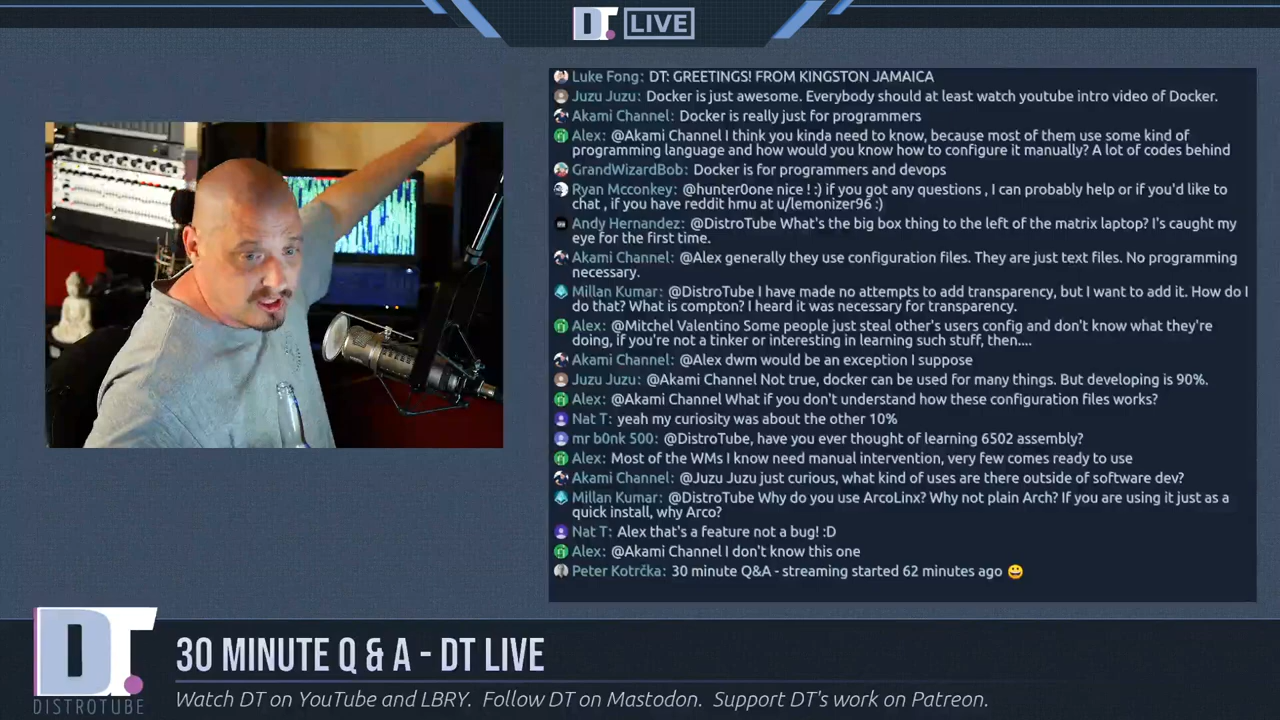 DT. LIVE
Luke Fong: DT: GREETINGS! FROM KINGSTON JAMAICA
Juzu Juzu: Docker is just awesome. Everybody should at least watch youtube intro video of Docker.
Akami Channel: Docker is really just for programmers
Alex: @Akami Channel I think you kinda need to know, because most of them use some kind of
programming language and how would you know how to configure it manually? A lot of codes behind
GrandWizardBob: Docker is for programmers and devops
Ryan Mcconkey: @hunter0one nice ! :) if you got any questions , I can probably help or if you'd like to
chat , if you have reddit hmu at u/lemonizer96 :)
Andy Hernandez: @DistroTube What's the big box thing to the left of the matrix laptop? I's caught my
eye for the first time.
Akami Channel: @Alex generally they use configuration files. They are just text files. No programming
necessary.
Millan Kumar: @DistroTube I have made no attempts to add transparency, but I want to add it. How do I
do that? What is compton? I heard it was necessary for transparency.
Alex: @Mitchel Valentino Some people just steal other's users config and don't know what they're
doing, if you're not a tinker or interesting in learning such stuff, then....
Akami Channel: @Alex dwm would be an exception I suppose
Juzu Juzu: @Akami Channel Not true, docker can be used for many things. But developing is 90%.
Alex: @Akami Channel What if you don't understand how these configuration files works?
Nat T: yeah my curiosity was about the other 10%
mr b0nk 500: @DistroTube, have you ever thought of learning 6502 assembly?
Alex: Most of the WMs I know need manual intervention, very few comes ready to use
Akami Channel: @Juzu Juzu just curious, what kind of uses are there outside of software dev?
Millan Kumar: @DistroTube Why do you use ArcoLinx? Why not plain Arch? If you are using it just as a
quick install, why Arco?
Nat T: Alex that's a feature not a bug! :D
Alex: @Akami Channel I don't know this one
Peter Kotrčka: 30 minute Q&A - streaming started 62 minutes ago 😀
DT.
DISTROTUBE
30 MINUTE Q & A - DT LIVE
Watch DT on YouTube and LBRY. Follow DT on Mastodon. Support DT's work on Patreon.